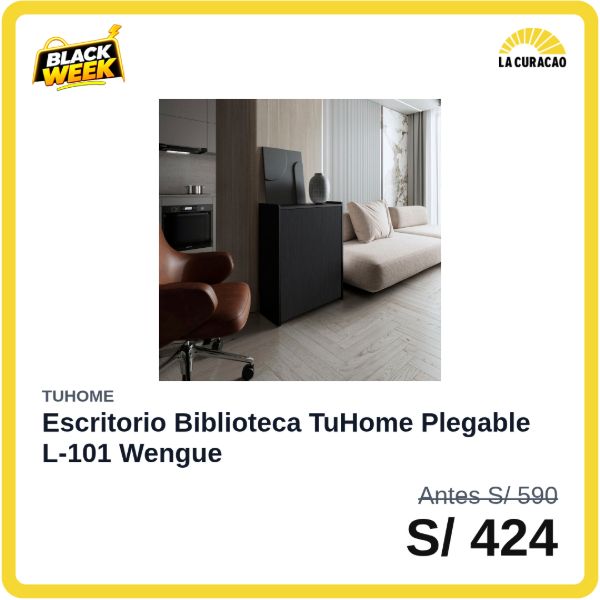 BLACK
WEEK
LA CURACAO
TUHOME
Escritorio Biblioteca TuHome Plegable
L-101 Wengue
Antes S/ 590
S/ 424